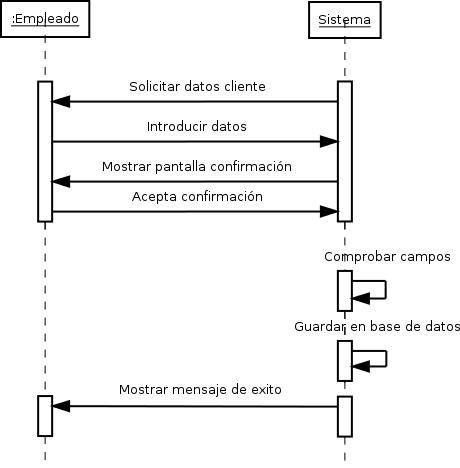 :Empleado
Sistema
Solicitar datos cliente
Introducir datos
Mostrar pantalla confirmación
Acepta confirmación
Comprobar campos
Guardar en base de datos
Mostrar mensaje de exito